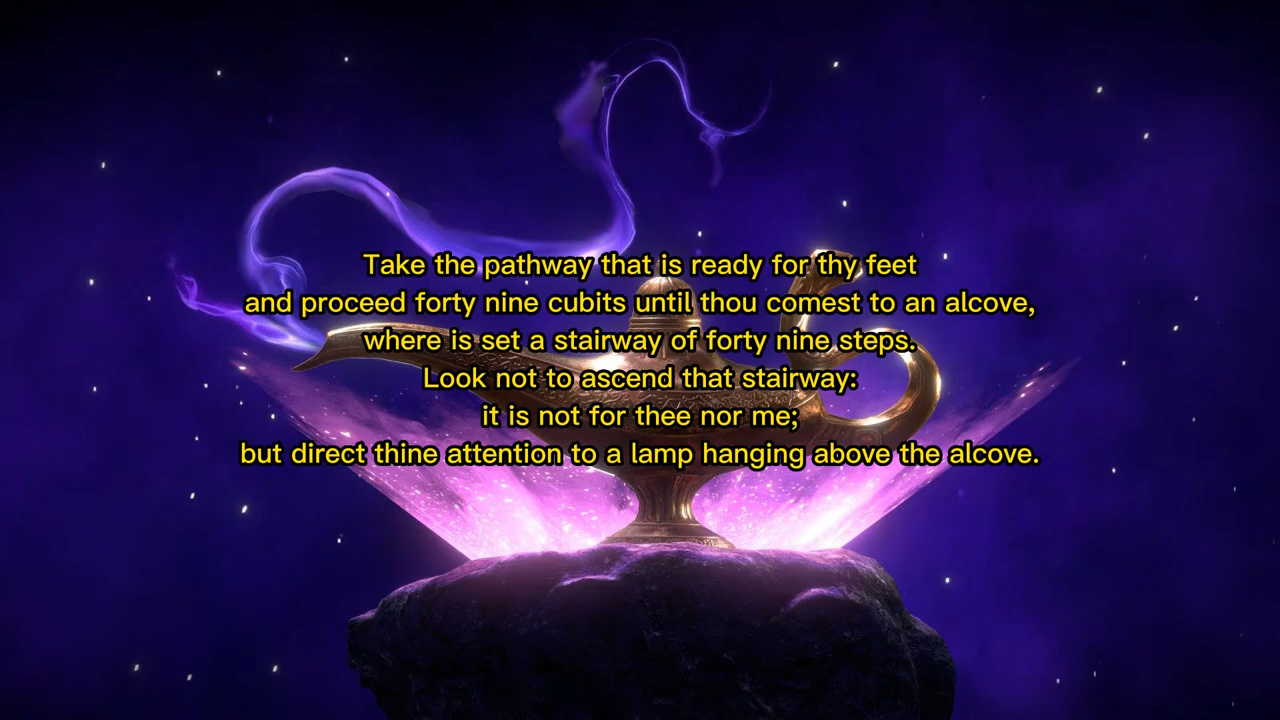 Take the pathway that is ready for thy feet
and proceed forty nine cubits until thou comest to an alcove,
where is set a stairway of forty nine steps.
Look not to ascend that stairway:
it is not for thee nor me;
but direct thine attention to a lamp hanging above the alcove.